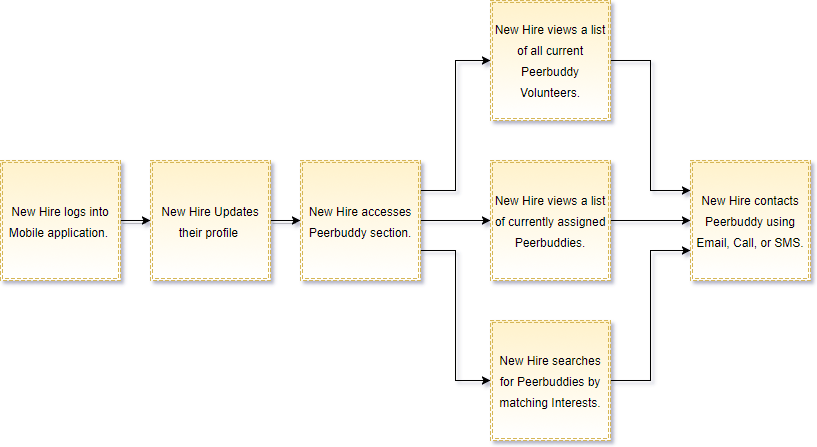 New Hire logs into
Mobile application.
New Hire Updates
their profile
New Hire accesses
Peerbuddy section.
New Hire views a list
of all current
Peerbuddy
Volunteers.
New Hire views a list
of currently assigned
Peerbuddies.
New Hire searches
for Peerbuddies by
matching Interests.
New Hire contacts
Peerbuddy using
Email, Call, or SMS.